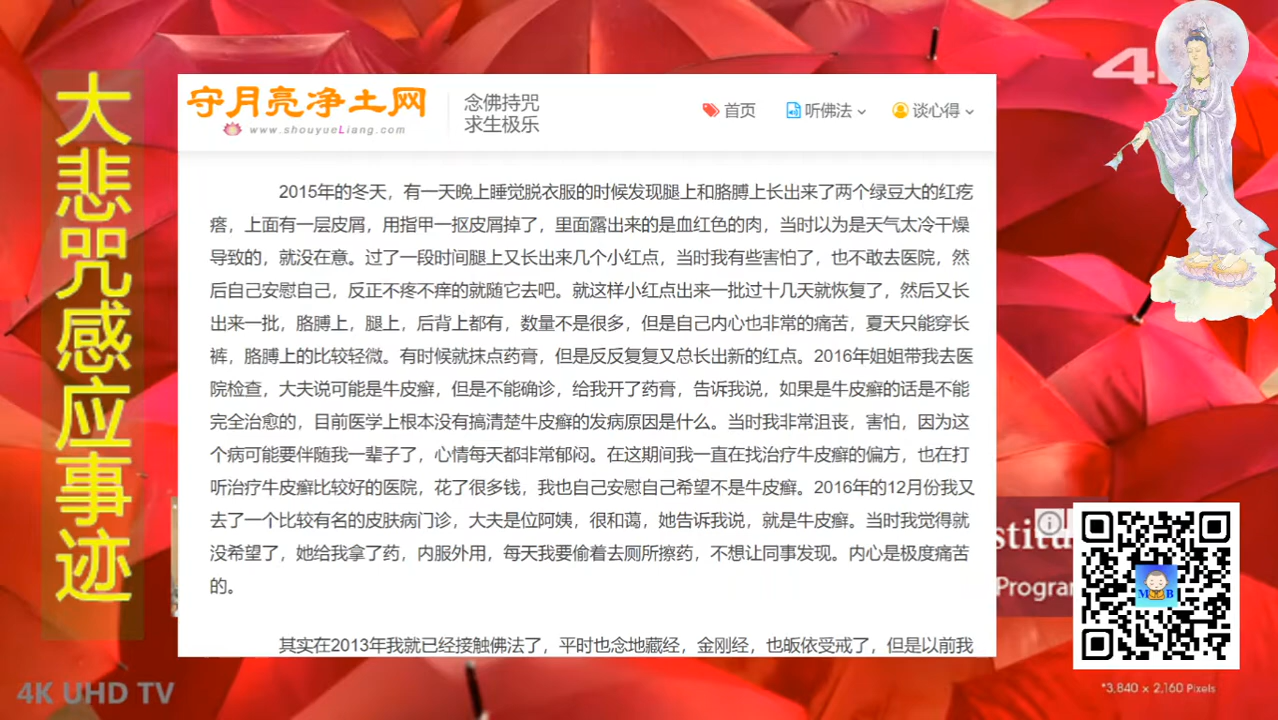 大悲咒感应事迹
守月亮净土网
www.shouyueLiang.com
念佛持咒
求生极乐
首页
听佛法
谈心得
2015年的冬天，有一天晚上睡觉脱衣服的时候发现腿上和胳膊上长出来了两个绿豆大的红疙
瘩，上面有一层皮屑，用指甲一抠皮屑掉了，里面露出来的是血红色的肉，当时以为是天气太冷干燥
导致的，就没在意。过了一段时间腿上又长出来几个小红点，当时我有些害怕了，也不敢去医院，然
后自己安慰自己，反正不疼不痒的就随它去吧。就这样小红点出来一批过十几天就恢复了，然后又长
出来一批，胳膊上，腿上，后背上都有，数量不是很多，但是自己内心也非常的痛苦，夏天只能穿长
裤，胳膊上的比较轻微。有时候就抹点药膏，但是反反复复又总长出新的红点。2016年姐姐带我去医
院检查，大夫说可能是牛皮癣，但是不能确诊，给我开了药膏，告诉我说，如果是牛皮癣的话是不能
完全治愈的，目前医学上根本没有搞清楚牛皮癣的发病原因是什么。当时我非常沮丧，害怕，因为这
个病可能要伴随我一辈子了，心情每天都非常郁闷。在这期间我一直在找治疗牛皮癣的偏方，也在打
听治疗牛皮癣比较好的医院，花了很多钱，我也自己安慰自己希望不是牛皮癣。2016年的12月份我又
去了一个比较有名的皮肤病门诊，大夫是位阿姨，很和蔼，她告诉我说，就是牛皮癣。当时我觉得就
没希望了，她给我拿了药，内服外用，每天我要偷着去厕所擦药，不想让同事发现。内心是极度痛苦
的。
其实在2013年我就已经接触佛法了，平时也念地藏经，金刚经，也皈依受戒了，但是以前我
4K UHD TV
MB
*3,840 x 2,160 Pixels